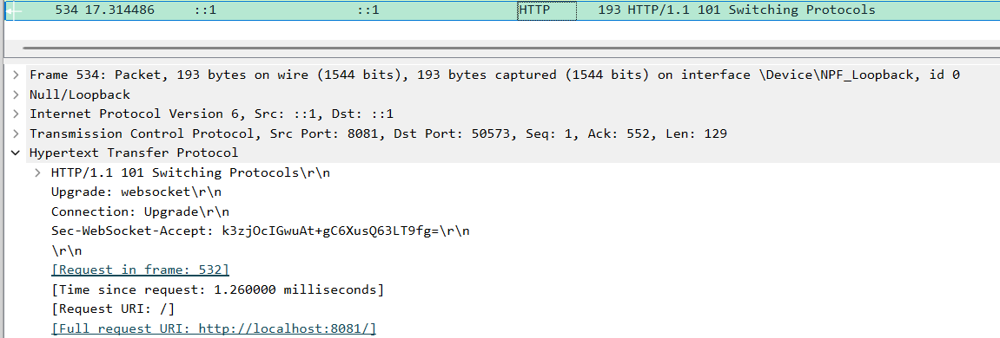 534 17.314486 ::1 ::1 HTTP 193 HTTP/1.1 101 Switching Protocols
Frame 534: Packet, 193 bytes on wire (1544 bits), 193 bytes captured (1544 bits) on interface \Device\NPF_Loopback, id 0
Null/Loopback
Internet Protocol Version 6, Src: ::1, Dst: ::1
Transmission Control Protocol, Src Port: 8081, Dst Port: 50573, Seq: 1, Ack: 552, Len: 129
Hypertext Transfer Protocol
HTTP/1.1 101 Switching Protocols\r\n
Upgrade: websocket\r\n
Connection: Upgrade\r\n
Sec-WebSocket-Accept: k3zjOcIGwuAt+gC6XusQ63LT9fg=\r\n
\r\n
[Request in frame: 532]
[Time since request: 1.260000 milliseconds]
[Request URI: /]
[Full request URI: http://localhost:8081/]